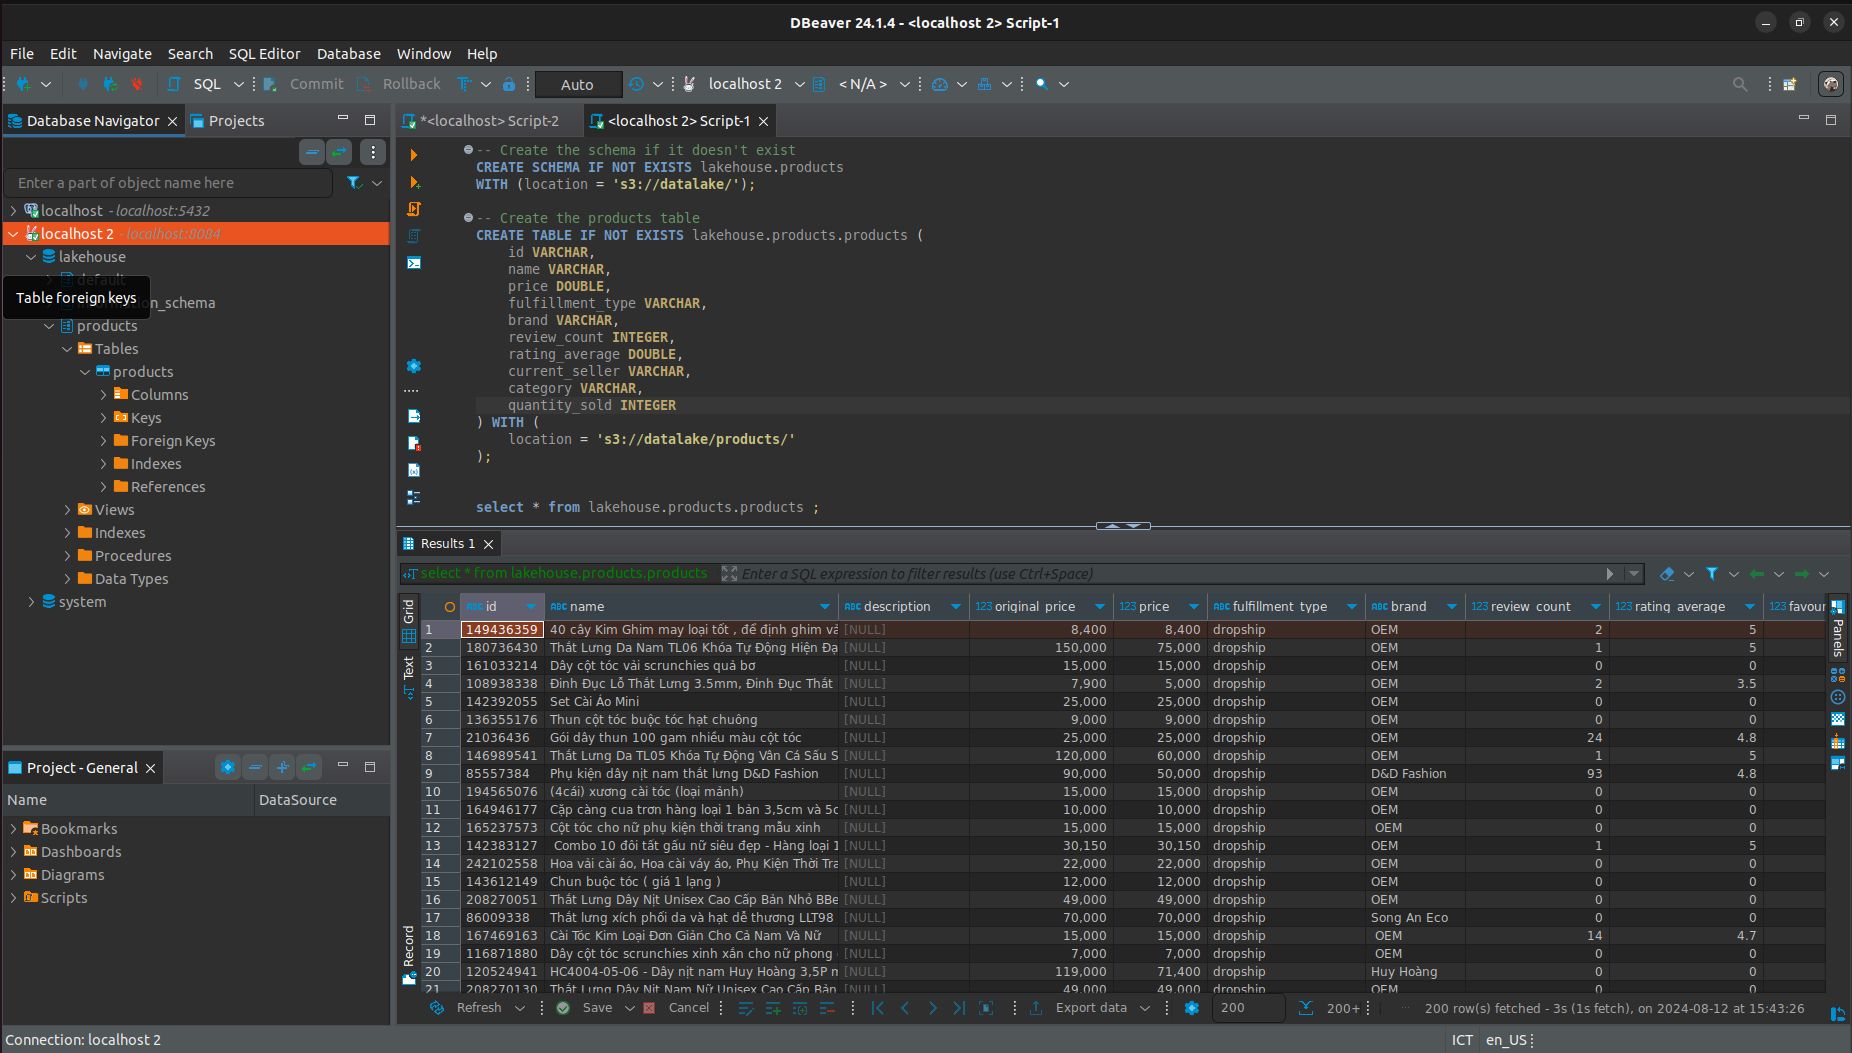 DBeaver 24.1.4 - <localhost 2> Script-1
File Edit Navigate Search SQL Editor Database Window Help
SQL Commit Rollback Auto localhost 2 < N/A >
Database Navigator Projects
*<localhost> Script-2 <localhost 2> Script-1
Enter a part of object name here
localhost - localhost:5432
localhost 2 - localhost:8084
lakehouse
default
Table foreign keys
n_schema
products
Tables
products
Columns
Keys
Foreign Keys
Indexes
References
Views
Indexes
Procedures
Data Types
system
-- Create the schema if it doesn't exist
CREATE SCHEMA IF NOT EXISTS lakehouse.products
WITH (location = 's3://datalake/');
-- Create the products table
CREATE TABLE IF NOT EXISTS lakehouse.products.products (
id VARCHAR,
name VARCHAR,
price DOUBLE,
fulfillment_type VARCHAR,
brand VARCHAR,
review_count INTEGER,
rating_average DOUBLE,
current_seller VARCHAR,
category VARCHAR,
quantity_sold INTEGER
) WITH (
location = 's3://datalake/products/'
);
select * from lakehouse.products.products ;
Results 1
select * from lakehouse.products.products Enter a SQL expression to filter results (use Ctrl+Space)
Grid
Text
Record
Panels
id name description 123 original_price 123 price fulfillment_type brand 123 review_count 123 rating_average 123 favour
1 149436359 40 cây Kim Ghim may loại tốt , để định ghim và [NULL] 8,400 8,400 dropship OEM 2 5
2 180736430 Thắt Lưng Da Nam TL06 Khóa Tự Động Hiện Đạ [NULL] 150,000 75,000 dropship OEM 1 5
3 161033214 Dây cột tóc vải scrunchies quả bơ [NULL] 15,000 15,000 dropship OEM 0 0
4 108938338 Đinh Đục Lỗ Thắt Lưng 3.5mm, Đinh Đục Thắt [NULL] 7,900 5,000 dropship OEM 2 3.5
5 142392055 Set Cài Áo Mini [NULL] 25,000 25,000 dropship OEM 0 0
6 136355176 Thun cột tóc buộc tóc hạt chuông [NULL] 9,000 9,000 dropship OEM 0 0
7 21036436 Gói dây thun 100 gam nhiều màu cột tóc [NULL] 25,000 25,000 dropship OEM 24 4.8
8 146989541 Thắt Lưng Da TL05 Khóa Tự Động Vân Cá Sấu S [NULL] 120,000 60,000 dropship OEM 1 5
9 85557384 Phụ kiện dây nịt nam thắt lưng D&D Fashion [NULL] 90,000 50,000 dropship D&D Fashion 93 4.8
10 194565076 (4cái) xương cài tóc (loại mảnh) [NULL] 15,000 15,000 dropship OEM 0 0
11 164946177 Cặp càng cua trơn hàng loại 1 bản 3,5cm và 5c [NULL] 10,000 10,000 dropship OEM 0 0
12 165237573 Cột tóc cho nữ phụ kiện thời trang mẫu xinh [NULL] 15,000 15,000 dropship OEM 0 0
13 142383127 Combo 10 đôi tất gấu nữ siêu đẹp - Hàng loại 1 [NULL] 30,150 30,150 dropship OEM 1 5
14 242102558 Hoa vải cài áo, Hoa cài váy áo, Phụ Kiện Thời Tra [NULL] 22,000 22,000 dropship OEM 0 0
15 143612149 Chun buộc tóc ( giá 1 lạng ) [NULL] 12,000 12,000 dropship OEM 0 0
16 208270051 Thắt Lưng Dây Nịt Unisex Cao Cấp Bản Nhỏ BBe [NULL] 49,000 49,000 dropship OEM 0 0
17 86009338 Thắt lưng xích phối da và hạt dễ thương LLT98 [NULL] 70,000 70,000 dropship Song An Eco 0 0
18 167469163 Cài Tóc Kim Loại Đơn Giản Cho Cả Nam Và Nữ [NULL] 15,000 15,000 dropship OEM 14 4.7
19 116871880 Dây cột tóc scrunchies xinh xắn cho nữ phong [NULL] 7,000 7,000 dropship OEM 0 0
20 120524941 HC4004-05-06 - Dây nịt nam Huy Hoàng 3,5P m [NULL] 119,000 71,400 dropship Huy Hoàng 0 0
21 208270130 Thắt Lưng Dây Nịt Nam Nữ Unisex Cao Cấp Bản [NULL] 49,000 49,000 dropship OEM 0 0
Refresh Save Cancel Export data 200 200+ 200 row(s) fetched - 3s (1s fetch), on 2024-08-12 at 15:43:26
Project - General
Name DataSource
Bookmarks
Dashboards
Diagrams
Scripts
Connection: localhost 2 ICT en_US